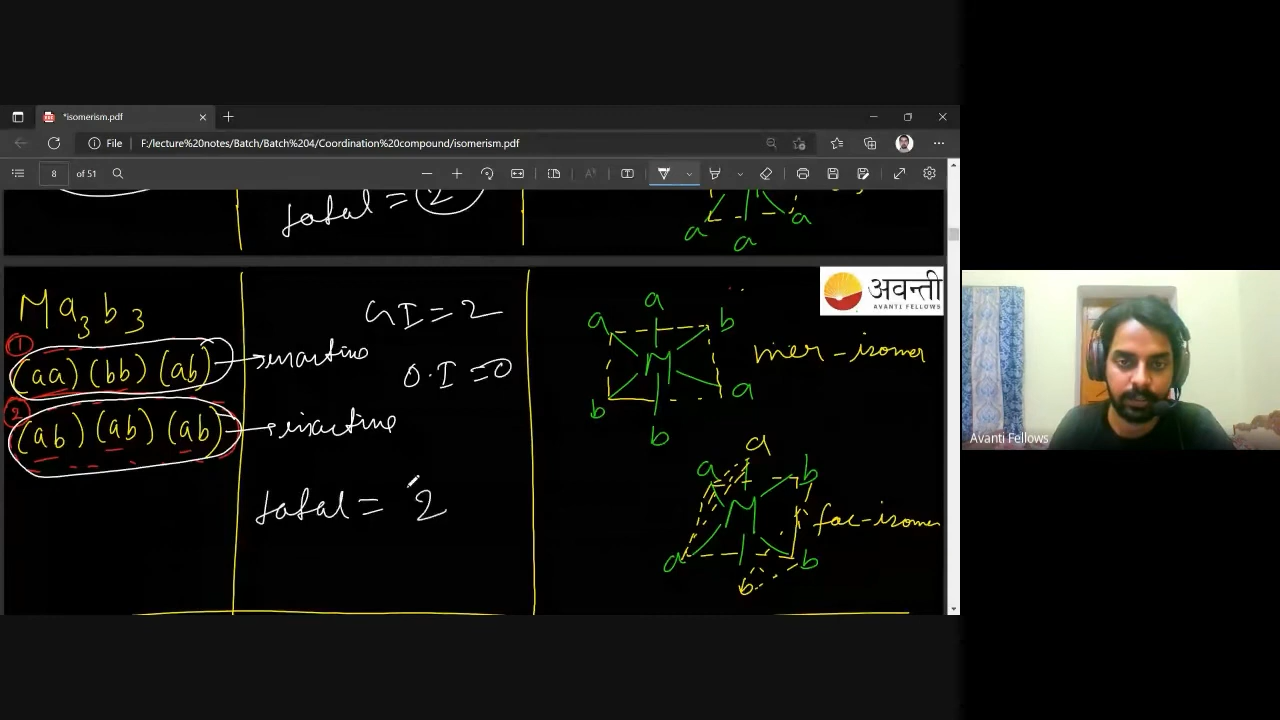 *isomerism.pdf
File
F:/lecture%20notes/Batch/Batch%204/Coordination%20compound/isomerism.pdf
8 of 51
total = 2
a a a
Ma3b3
1
(aa) (bb) (ab) → inactive
2
(ab) (ab) (ab) → inactive
GI = 2
O.I = 0
total = 2
a
a b
M
b a
b
mer-isomer
a
a b
M
a b
b
fac-isomer
अवन्ती
AVANTI FELLOWS
Avanti Fellows